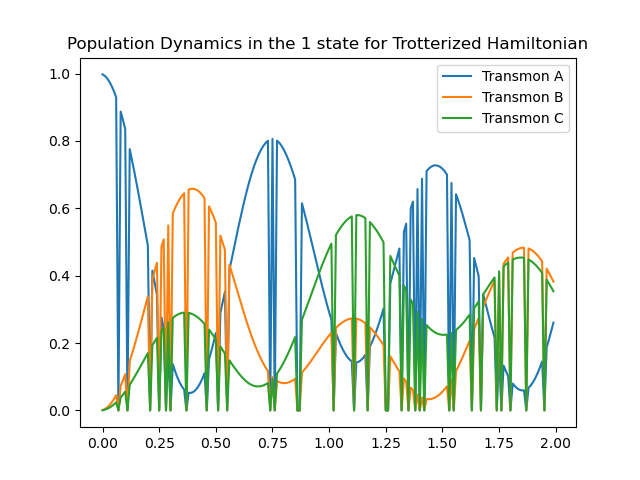 Population Dynamics in the 1 state for Trotterized Hamiltonian
Transmon A
Transmon B
Transmon C
1.0
0.8
0.6
0.4
0.2
0.0
0.00 0.25 0.50 0.75 1.00 1.25 1.50 1.75 2.00